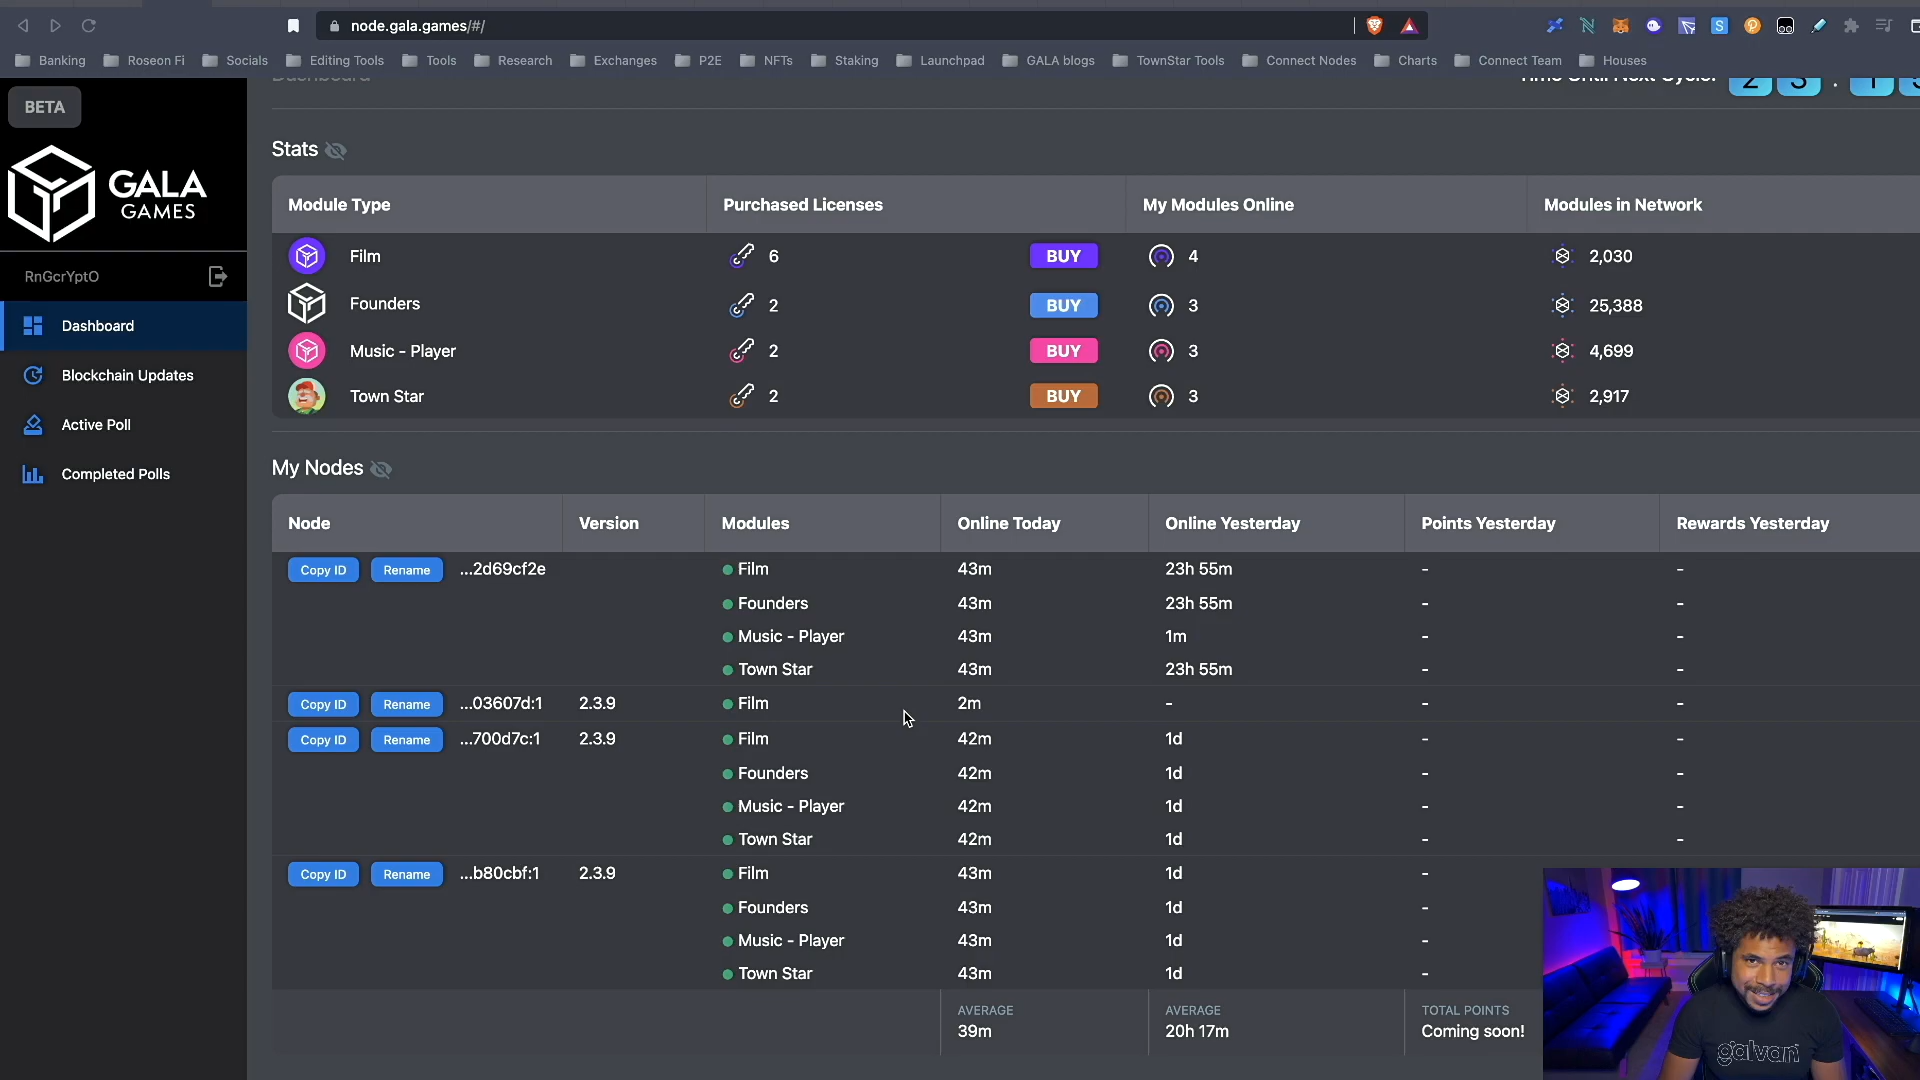 node.gala.games/#/
Banking Roseon Fi Socials Editing Tools Tools Research Exchanges P2E NFTs Staking Launchpad GALA blogs TownStar Tools Connect Nodes Charts Connect Team Houses
Dashboard Time Until Next Cycle:
BETA
GALA
GAMES
RnGcrYptO
Dashboard
Blockchain Updates
Active Poll
Completed Polls
Stats
Module Type Purchased Licenses My Modules Online Modules in Network
Film 6 BUY 4 2,030
Founders 2 BUY 3 25,388
Music - Player 2 BUY 3 4,699
Town Star 2 BUY 3 2,917
My Nodes
Node Version Modules Online Today Online Yesterday Points Yesterday Rewards Yesterday
Copy ID Rename ...2d69cf2e Film 43m 23h 55m - -
Founders 43m 23h 55m - -
Music - Player 43m 1m - -
Town Star 43m 23h 55m - -
Copy ID Rename ...03607d:1 2.3.9 Film 2m - - -
Copy ID Rename ...700d7c:1 2.3.9 Film 42m 1d - -
Founders 42m 1d - -
Music - Player 42m 1d - -
Town Star 42m 1d - -
Copy ID Rename ...b80cbf:1 2.3.9 Film 43m 1d -
Founders 43m 1d -
Music - Player 43m 1d -
Town Star 43m 1d -
AVERAGE AVERAGE TOTAL POINTS
39m 20h 17m Coming soon!
galvan